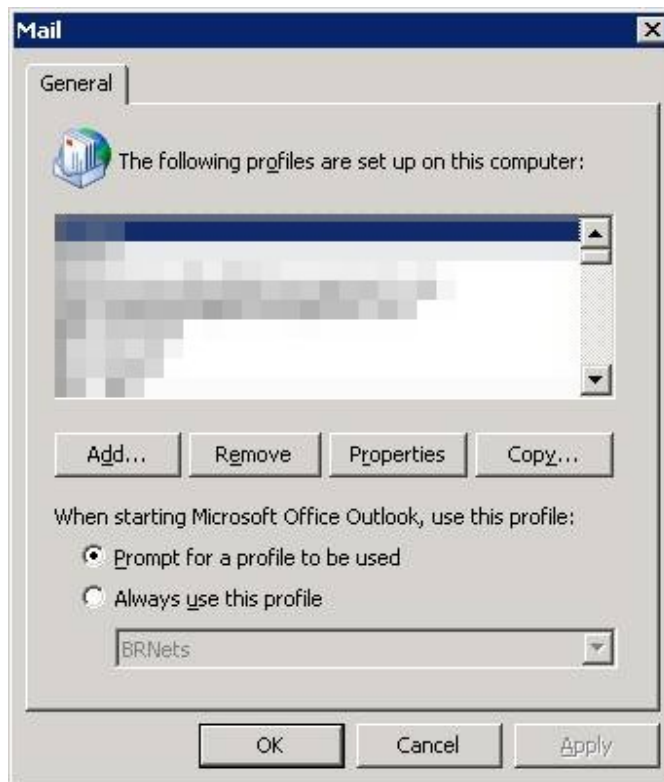 Mail
General
The following profiles are set up on this computer:
Add... Remove Properties Copy...
When starting Microsoft Office Outlook, use this profile:
Prompt for a profile to be used
Always use this profile
BRNets
OK Cancel Apply